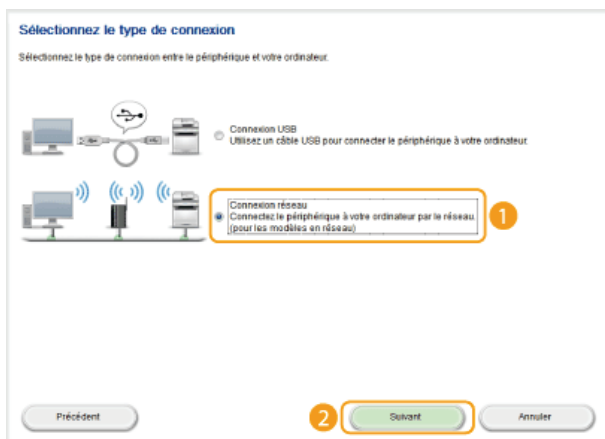 Sélectionnez le type de connexion
Sélectionnez le type de connexion entre le périphérique et votre ordinateur.
Connexion USB
Utilisez un câble USB pour connecter le périphérique à votre ordinateur.
Connexion réseau
Connectez le périphérique à votre ordinateur par le réseau.
(pour les modèles en réseau)
1
Précédent
2
Suivant
Annuler